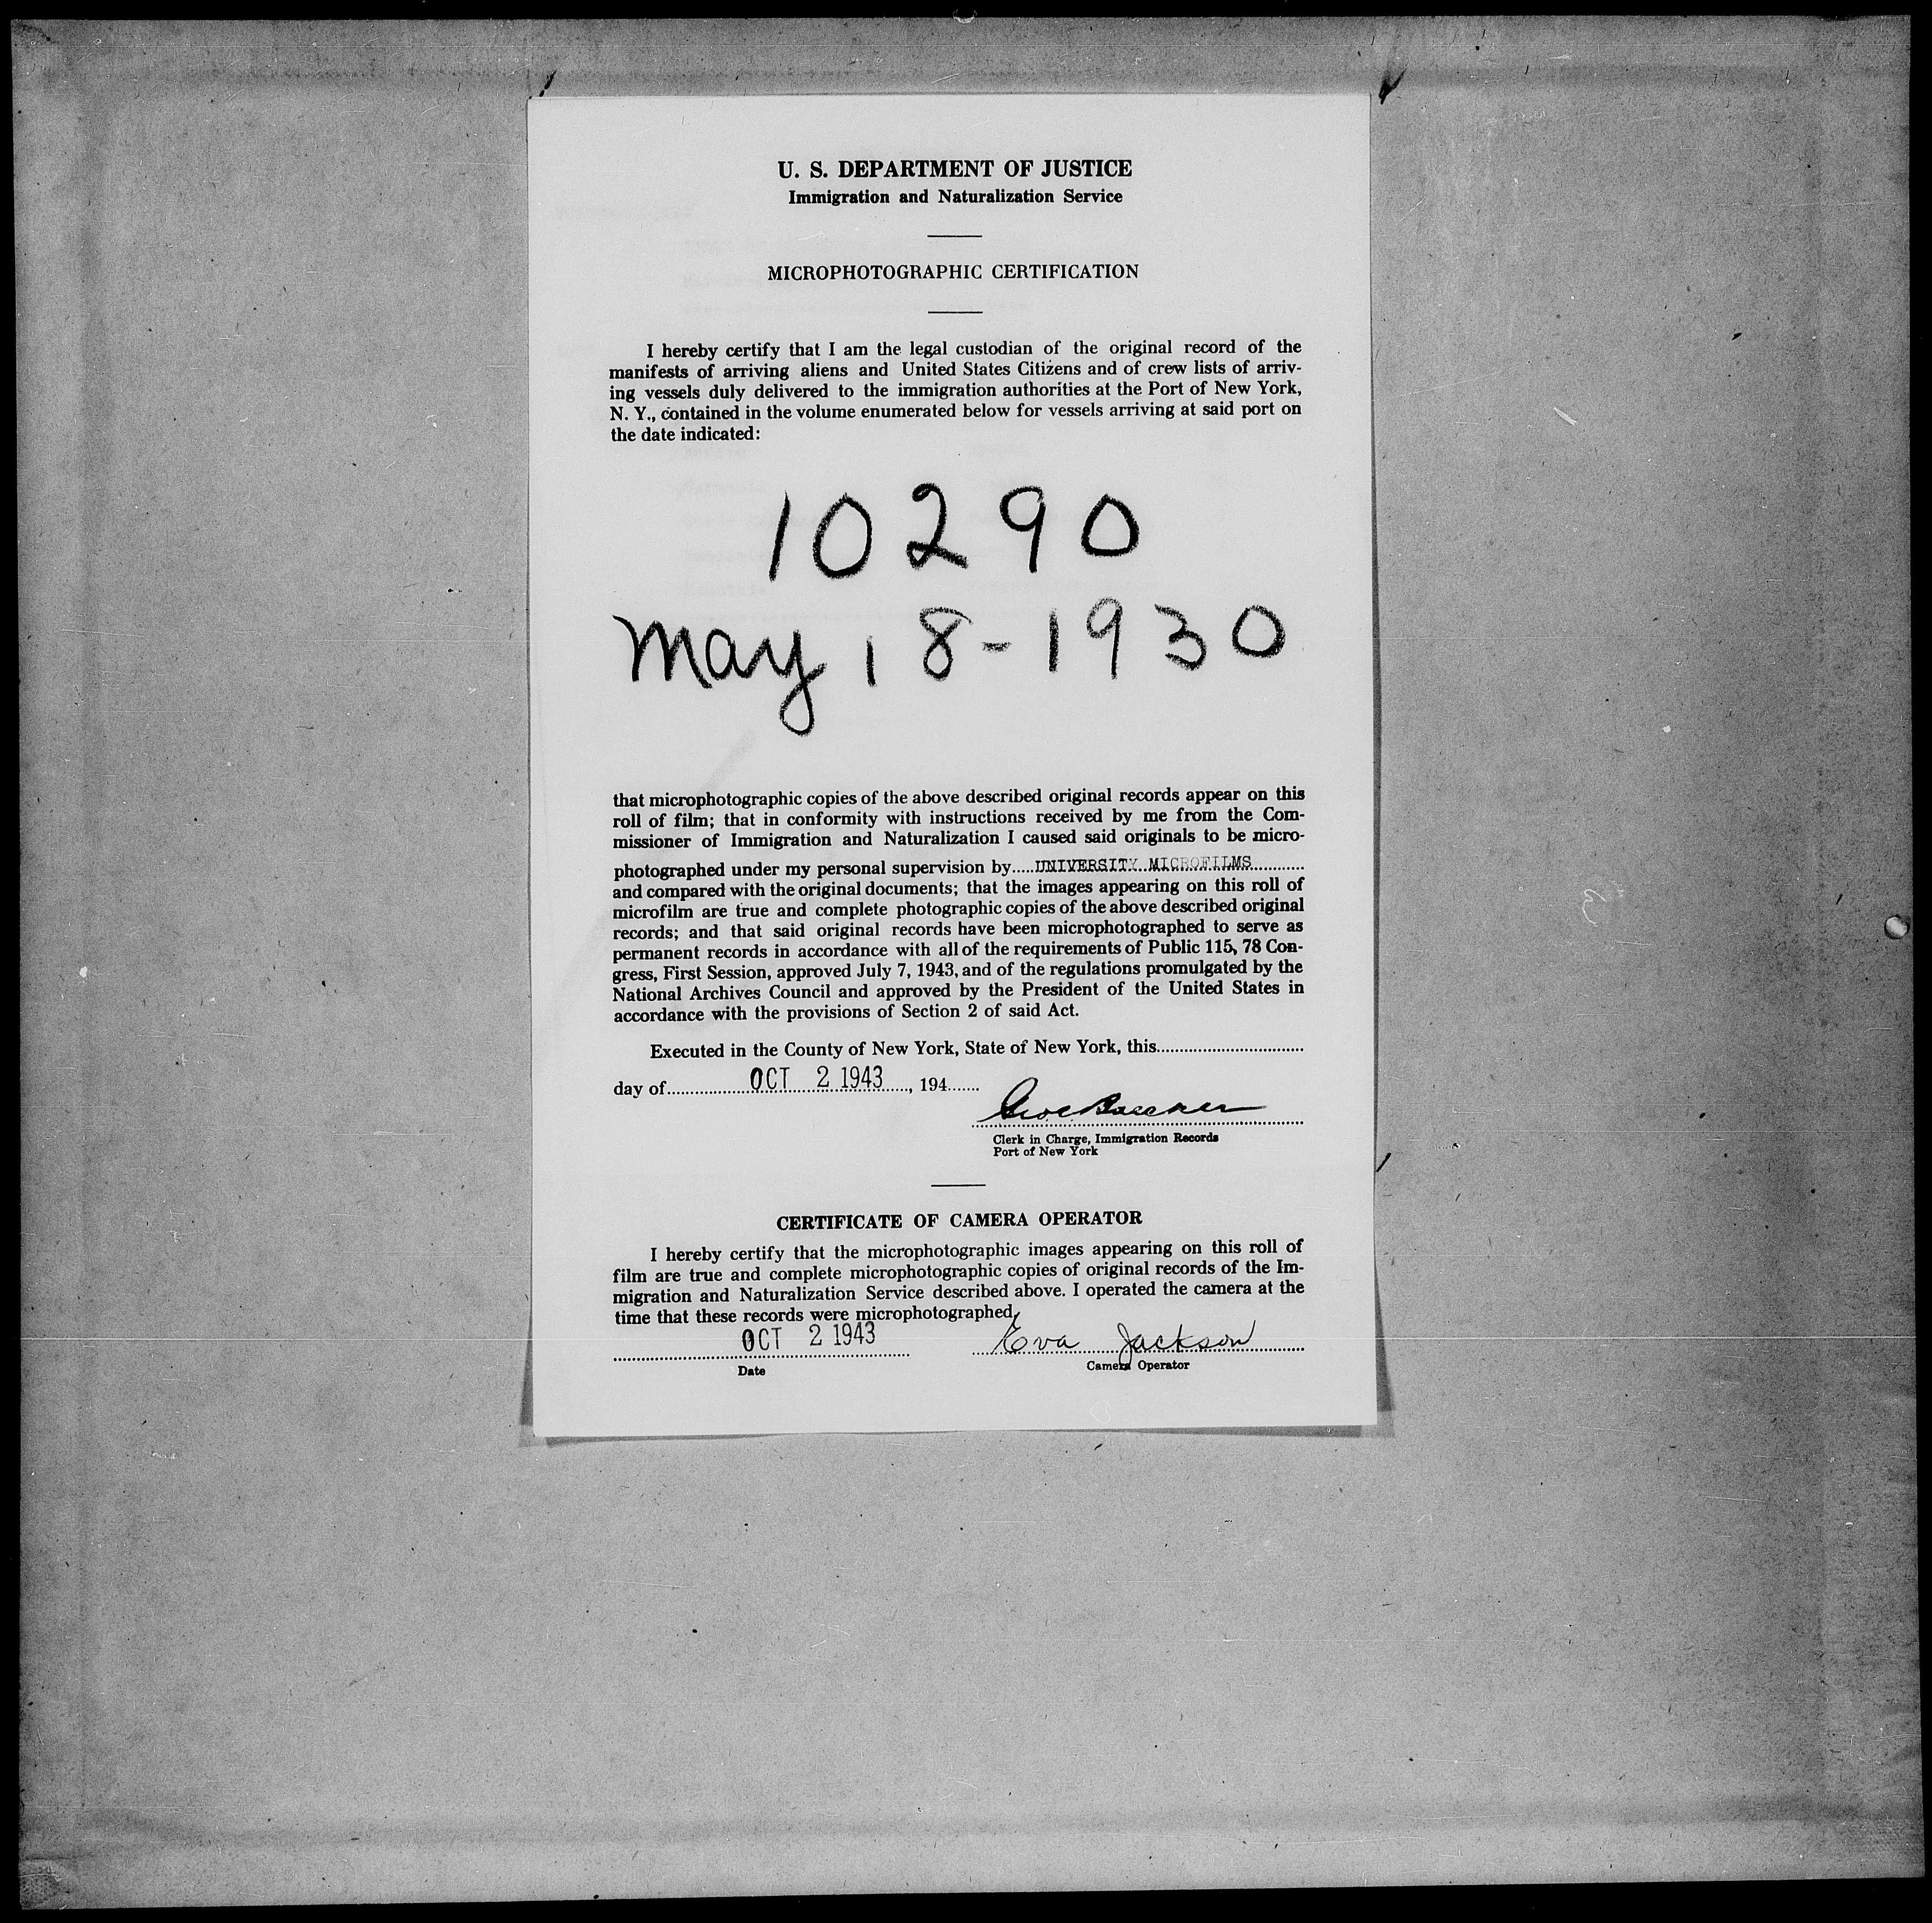 U. S. DEPARTMENT OF JUSTICE
Immigration and Naturalization Service
MICROPHOTOGRAPHIC CERTIFICATION
I hereby certify that I am the legal custodian of the original record of the
manifests of arriving aliens and United States Citizens and of crew lists of arriv-
ing vessels duly delivered to the immigration authorities at the Port of New York,
N. Y., contained in the volume enumerated below for vessels arriving at said port on
the date indicated:
10290
May 18-1930
that microphotographic copies of the above described original records appear on this
roll of film; that in conformity with instructions received by me from the Com-
missioner of Immigration and Naturalization I caused said originals to be micro-
photographed under my personal supervision by.....UNIVERSITY MICROFILMS..........
and compared with the original documents; that the images appearing on this roll of
microfilm are true and complete photographic copies of the above described original
records; and that said original records have been microphotographed to serve as
permanent records in accordance with all of the requirements of Public 115, 78 Con-
gress, First Session, approved July 7, 1943, and of the regulations promulgated by the
National Archives Council and approved by the President of the United States in
accordance with the provisions of Section 2 of said Act.
Executed in the County of New York, State of New York, this................................
day of OCT 2 1943, 194.......
Clerk in Charge, Immigration Records
Port of New York
CERTIFICATE OF CAMERA OPERATOR
I hereby certify that the microphotographic images appearing on this roll of
film are true and complete microphotographic copies of original records of the Im-
migration and Naturalization Service described above. I operated the camera at the
time that these records were microphotographed.
OCT 2 1943 Eva Jackson
Date Camera Operator